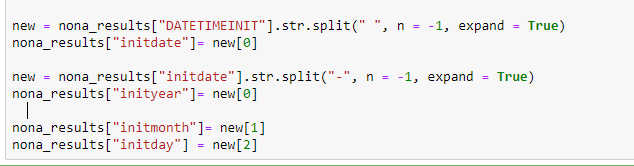 new = nona_results["DATETIMEINIT"].str.split(" ", n = -1, expand = True)
nona_results["initdate"]= new[0]
new = nona_results["initdate"].str.split("-", n = -1, expand = True)
nona_results["inityear"]= new[0]
nona_results["initmonth"]= new[1]
nona_results["initday"] = new[2]